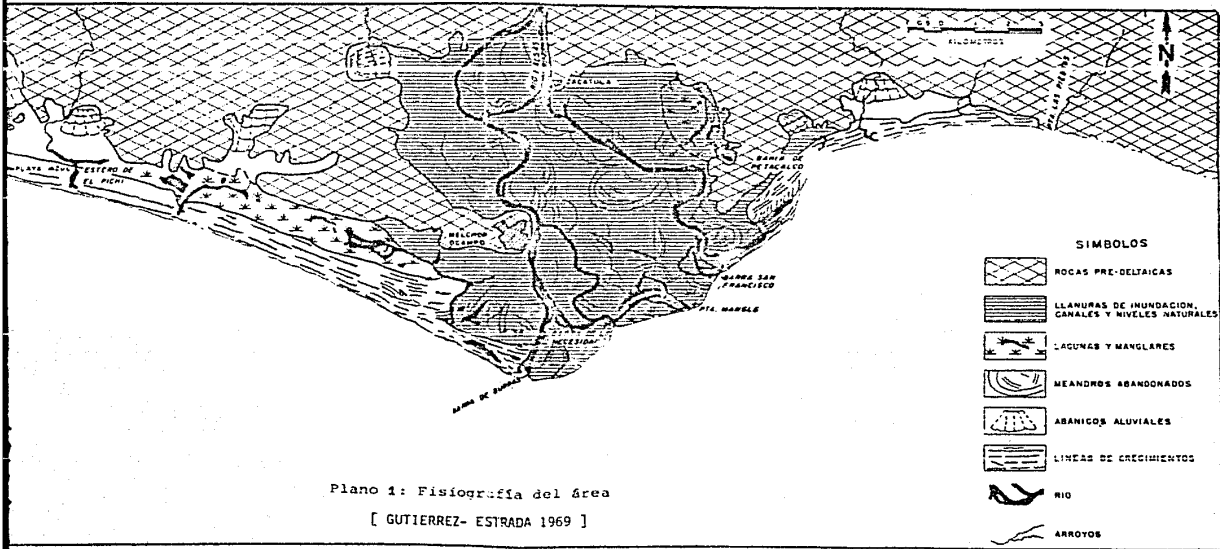 KILOMETROS
N
ZACATULA
BAHIA DE
PETACALCO
PLAYA AZUL
ESTERO DE
EL PICHI
MELCHOR
OCAMPO
BARRA SAN
FRANCISCO
PTA. MANGLE
BARRA DE BURRAS
SIMBOLOS
ROCAS PRE-DELTAICAS
LLANURAS DE INUNDACION,
CANALES Y NIVELES NATURALES
LAGUNAS Y MANGLARES
MEANDROS ABANDONADOS
ABANICOS ALUVIALES
LINEAS DE CRECIMIENTOS
RIO
ARROYOS
Plano 1: Fisiografía del área
[ GUTIERREZ- ESTRADA 1969 ]